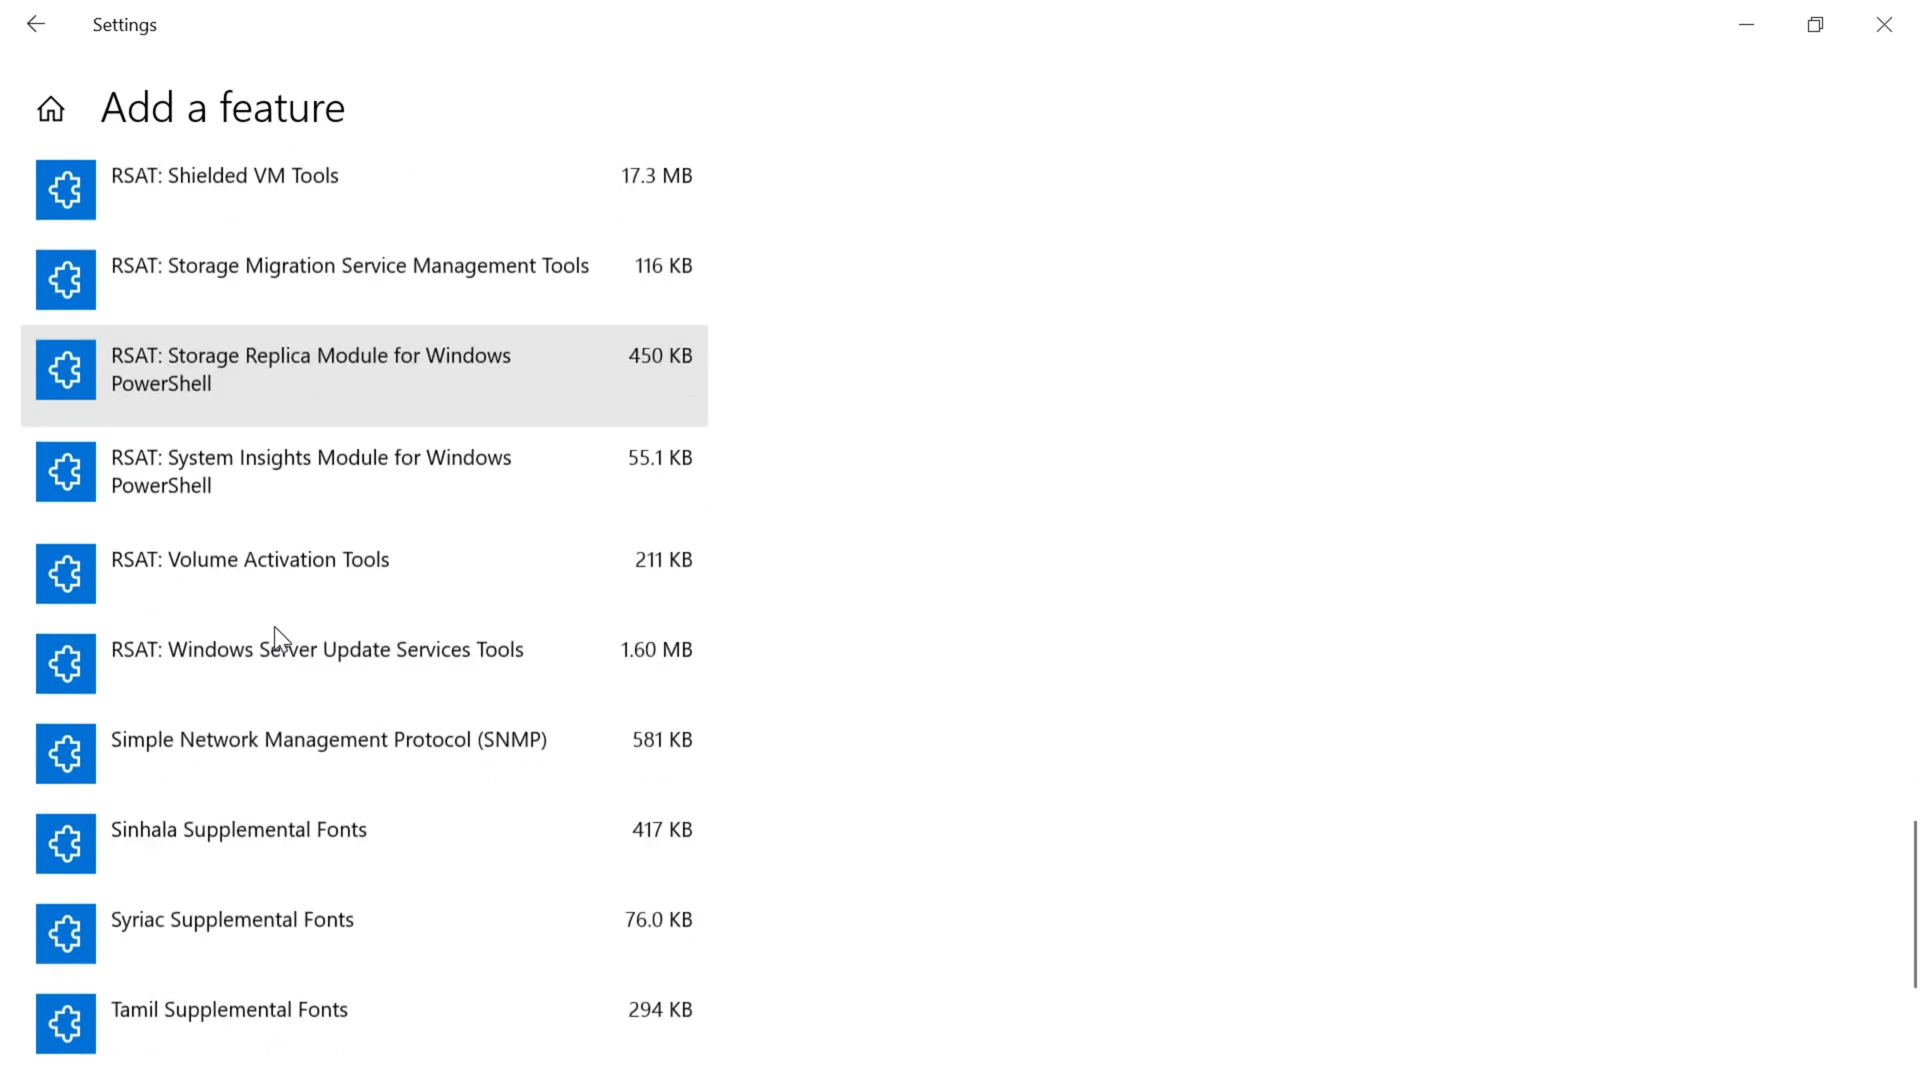 Settings
Add a feature
RSAT: Shielded VM Tools 17.3 MB
RSAT: Storage Migration Service Management Tools 116 KB
RSAT: Storage Replica Module for Windows 450 KB
PowerShell
RSAT: System Insights Module for Windows 55.1 KB
PowerShell
RSAT: Volume Activation Tools 211 KB
RSAT: Windows Server Update Services Tools 1.60 MB
Simple Network Management Protocol (SNMP) 581 KB
Sinhala Supplemental Fonts 417 KB
Syriac Supplemental Fonts 76.0 KB
Tamil Supplemental Fonts 294 KB